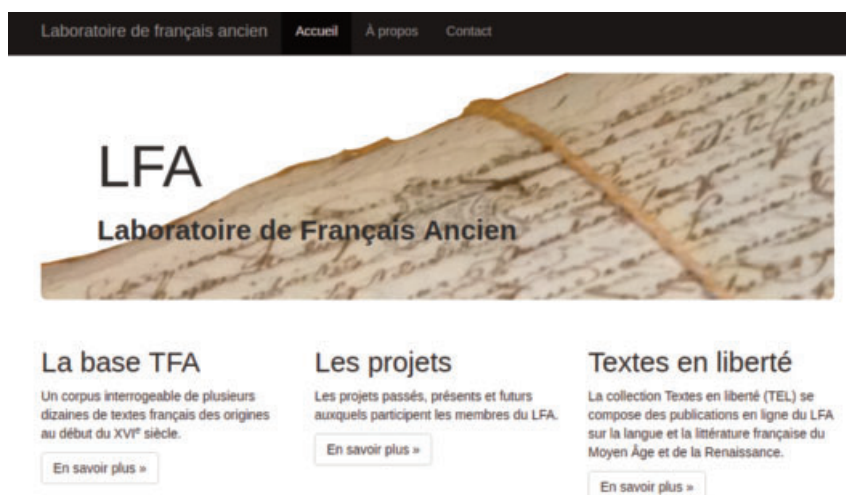 Laboratoire de français ancien Accueil À propos Contact
LFA
Laboratoire de Français Ancien
La base TFA
Un corpus interrogeable de plusieurs
dizaines de textes français des origines
au début du XVIᵉ siècle.
En savoir plus »
Les projets
Les projets passés, présents et futurs
auxquels participent les membres du LFA.
En savoir plus »
Textes en liberté
La collection Textes en liberté (TEL) se
compose des publications en ligne du LFA
sur la langue et la littérature française du
Moyen Âge et de la Renaissance.
En savoir plus »